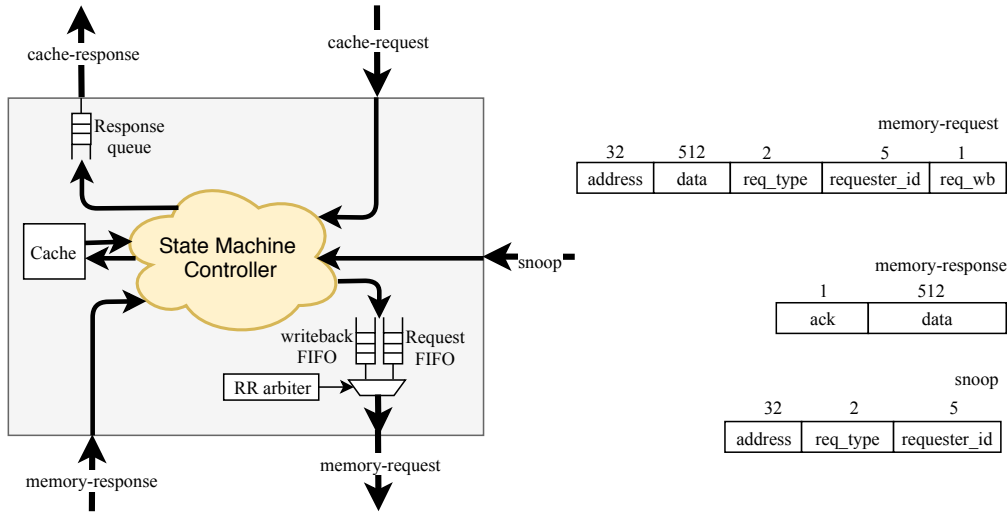 cache-response
cache-request
Response
queue
Cache
State Machine
Controller
snoop
writeback
FIFO
Request
FIFO
RR arbiter
memory-response
memory-request
memory-request
32 512 2 5 1
address data req_type requester_id req_wb
memory-response
1 512
ack data
snoop
32 2 5
address req_type requester_id